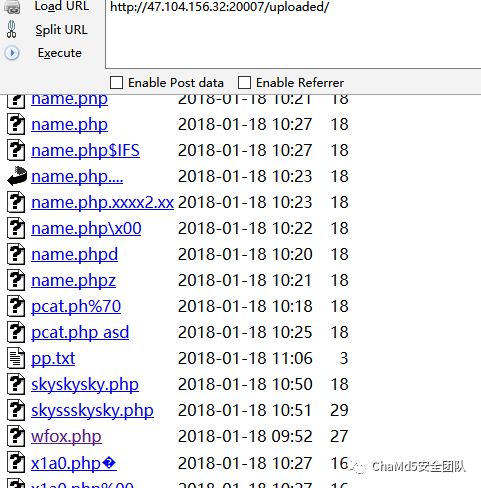 Load URL http://47.104.156.32:20007/uploaded/
Split URL
Execute
Enable Post data Enable Referrer
name.php 2018-01-18 10:21 18
name.php 2018-01-18 10:27 18
name.php$IFS 2018-01-18 10:27 18
name.php.... 2018-01-18 10:23 18
name.php.xxxx2.xx 2018-01-18 10:23 18
name.php\x00 2018-01-18 10:22 18
name.phpd 2018-01-18 10:20 18
name.phpz 2018-01-18 10:21 18
pcat.ph%70 2018-01-18 10:18 18
pcat.php asd 2018-01-18 10:25 18
pp.txt 2018-01-18 11:06 3
skyskysky.php 2018-01-18 10:50 18
skyssskysky.php 2018-01-18 10:51 29
wfox.php 2018-01-18 09:52 27
x1a0.php� 2018-01-18 10:27 16
x1a0.php%00 2018-01-18 10:27 16
ChaMd5安全团队